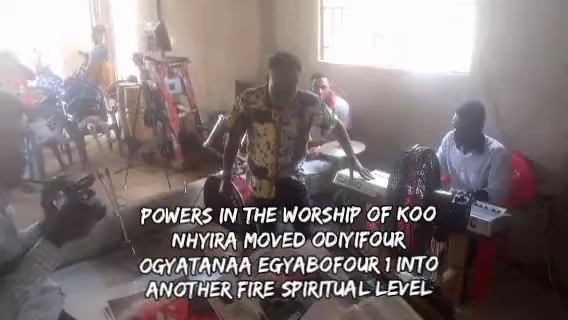 POWERS IN THE WORSHIP OF KOO
NHYIRA MOVED ODIYIFOUR
OGYATANAA EGYABOFOUR 1 INTO
ANOTHER FIRE SPIRITUAL LEVEL